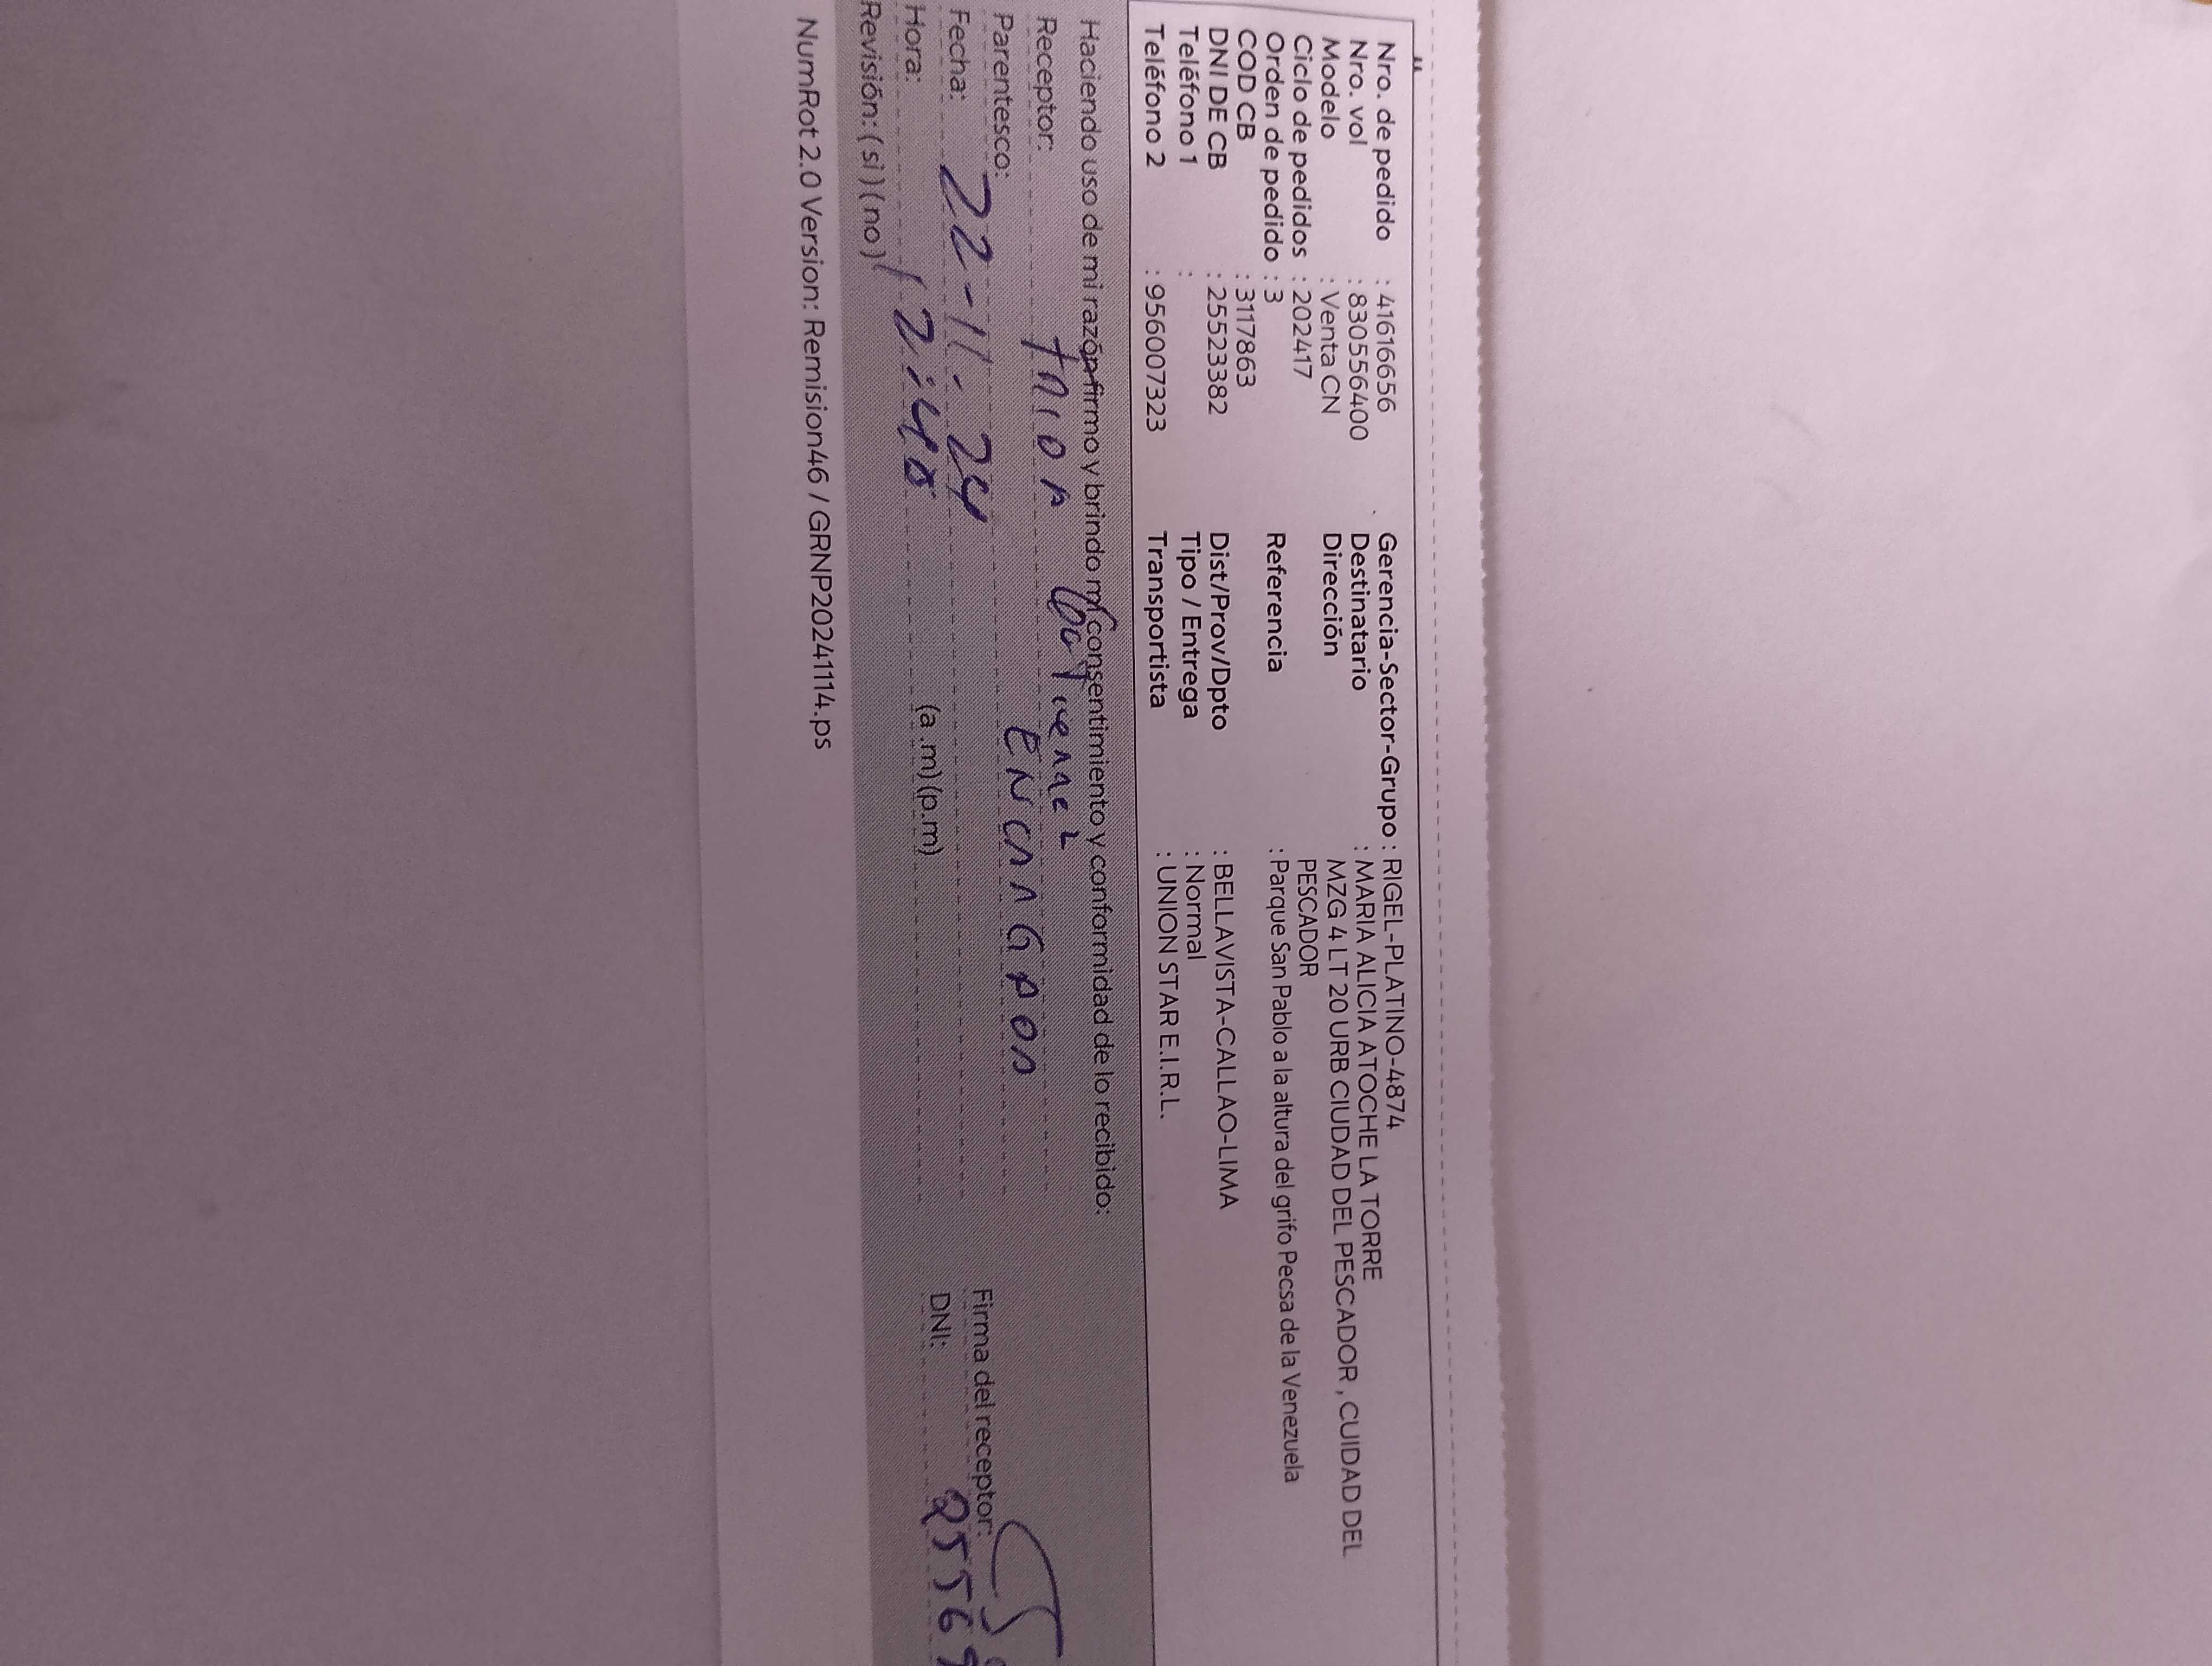 Nro. de pedido : 41616656 Gerencia-Sector-Grupo : RIGEL-PLATINO-4874
Nro. vol : 8305556400 Destinatario : MARIA ALICIA ATOCHE LA TORRE
Modelo : Venta CN Dirección MZG 4 LT 20 URB CIUDAD DEL PESCADOR , CUIDAD DEL
Ciclo de pedidos : 202417 PESCADOR
Orden de pedido : 3 Referencia : Parque San Pablo a la altura del grifo Pecsa de la Venezuela
COD CB : 3117863
DNI DE CB : 25523382 Dist/Prov/Dpto : BELLAVISTA-CALLAO-LIMA
Teléfono 1 : Tipo / Entrega : Normal
Teléfono 2 : 956007323 Transportista : UNION STAR E.I.R.L.
Haciendo uso de mi razón firmo y brindo mi consentimiento y conformidad de lo recibido:
Receptor:
Parentesco: ENCARGADA
Fecha: 22-11-24 Firma del receptor:
Hora: 12:40 (a .m) (p.m) DNI:
Revisión: ( sì ) ( no )
NumRot 2.0 Version: Remision46 / GRNP20241114.ps